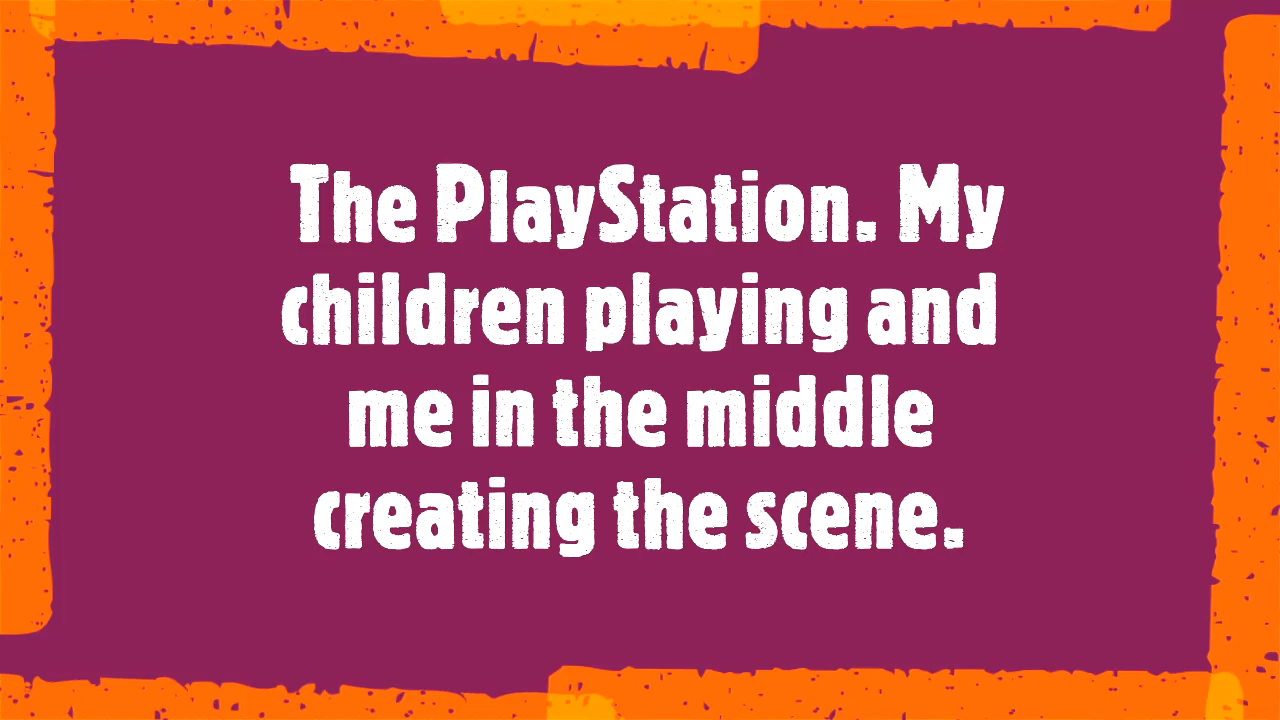 The PlayStation. My
children playing and
me in the middle
creating the scene.